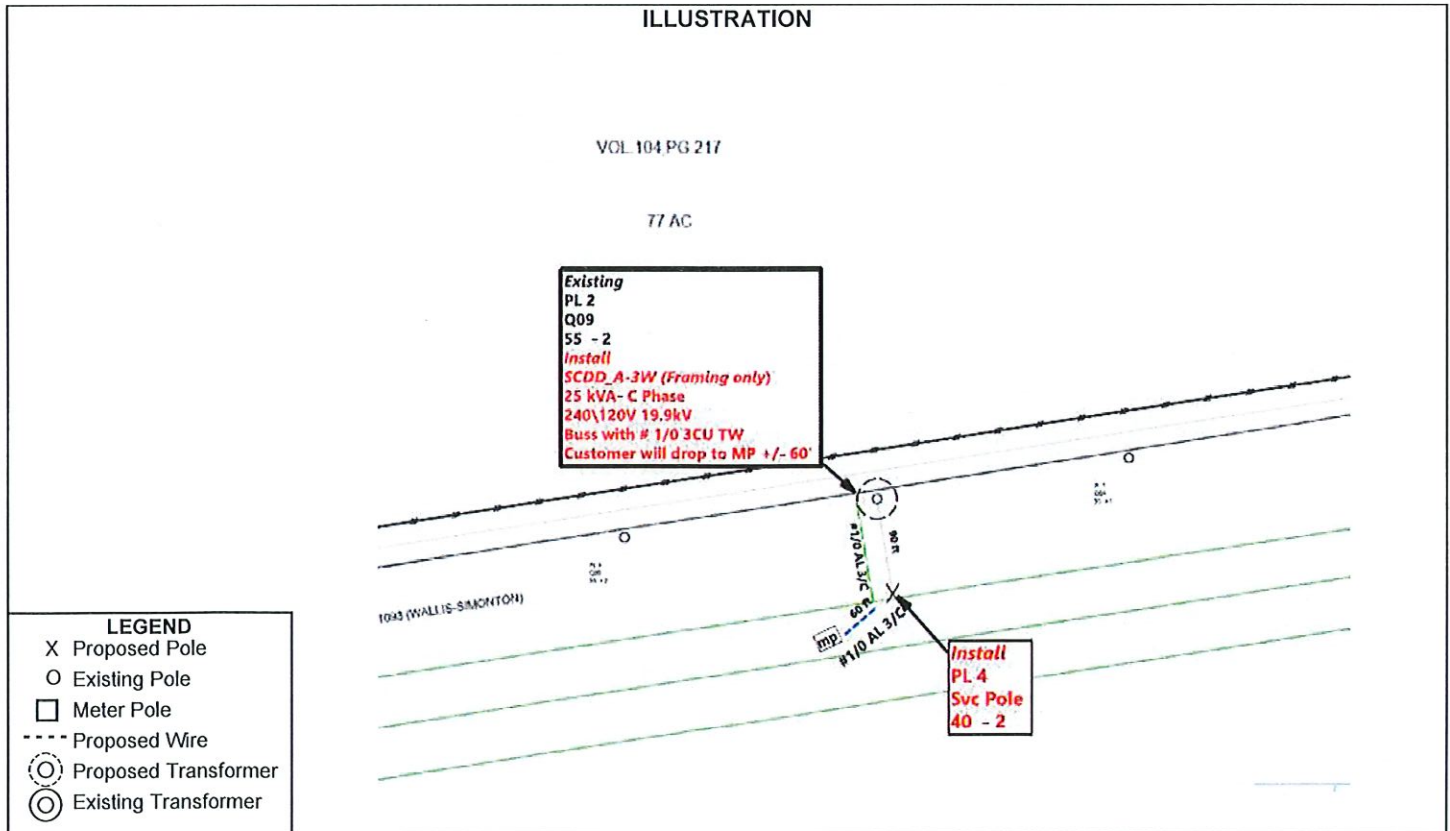 ILLUSTRATION
VOL.104,PG 217
77 AC
Existing
PL 2
Q09
55 - 2
Install
SCDD_A-3W (Framing only)
25 kVA- C Phase
240\120V 19.9kV
Buss with # 1/0 3CU TW
Customer will drop to MP +/- 60'
#1/0 AL 3/C
90 ft
1093 (WALLIS-SIMONTON)
60 ft
mp
#1/0 AL 3/C
Install
PL 4
Svc Pole
40 - 2
LEGEND
X Proposed Pole
O Existing Pole
Meter Pole
Proposed Wire
Proposed Transformer
Existing Transformer